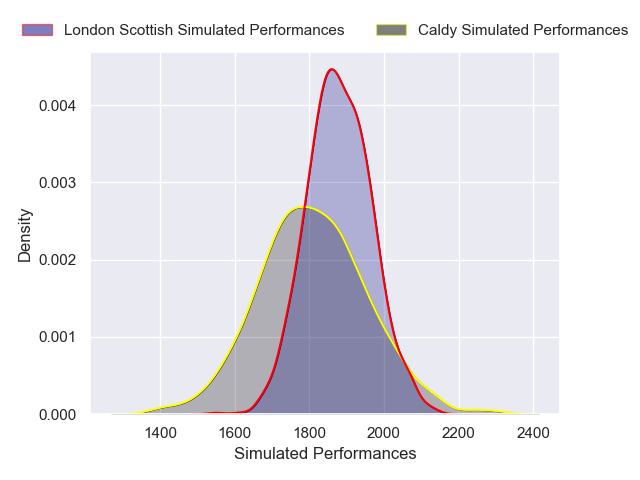 London Scottish Simulated Performances
Caldy Simulated Performances
0.004
0.003
0.002
0.001
0.000
Density
1400 1600 1800 2000 2200 2400
Simulated Performances